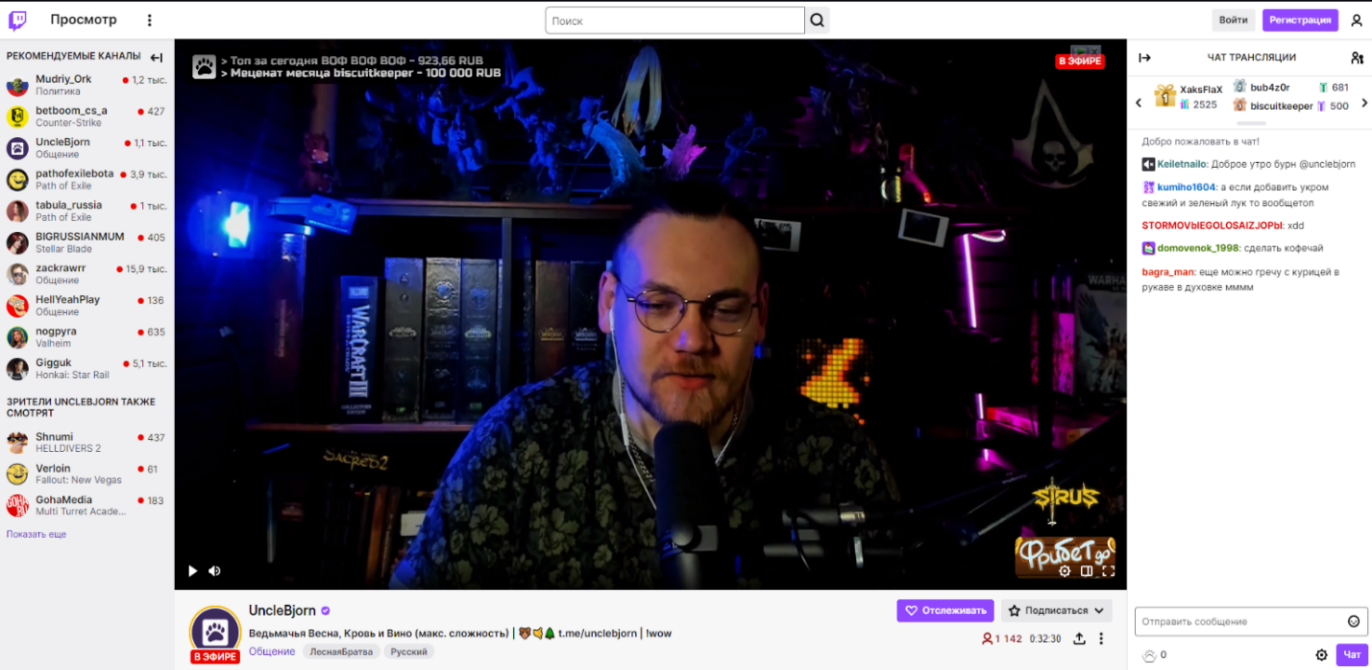 Просмотр
Поиск
Войти
Регистрация
РЕКОМЕНДУЕМЫЕ КАНАЛЫ
Mudriy_Ork
1,2 тыс.
Политика
betboom_cs_a
427
Counter-Strike
UncleBjorn
1,1 тыс.
Общение
pathofexilebota
3,9 тыс.
Path of Exile
tabula_russia
1 тыс.
Path of Exile
BIGRUSSIANMUM
405
Stellar Blade
zackrawrr
15,9 тыс.
Общение
HellYeahPlay
136
Общение
nogpyra
635
Valheim
Gigguk
5,1 тыс.
Honkai: Star Rail
ЗРИТЕЛИ UNCLEBJORN ТАКЖЕ
СМОТРЯТ
Shnumi
437
HELLDIVERS 2
Verloin
61
Fallout: New Vegas
GohaMedia
183
Multi Turret Acade...
Показать еще
> Топ за сегодня ВОФ ВОФ ВОФ - 923,66 RUB
> Меценат месяца biscuitkeeper - 100 000 RUB
В ЭФИРЕ
WARCRAFT III
SACRED 2
WARHA
SIRUS
Фрибет до
UncleBjorn
Ведьмачья Весна, Кровь и Вино (макс. сложность) | 🐻🤘🌲 t.me/unclebjorn | !wow
В ЭФИРЕ
Общение
ЛеснаяБратва
Русский
Отслеживать
Подписаться
1 142
0:32:30
ЧАТ ТРАНСЛЯЦИИ
1
XaksFlaX
2525
2
bub4z0r
681
3
biscuitkeeper
500
Добро пожаловать в чат!
Keiletnailo: Доброе утро бурн @unclebjorn
kumiho1604: а если добавить укром
свежий и зеленый лук то вообщетоп
STORMOVbIEGOLOSAIZJOPbI: xdd
domovenok_1998: сделать кофечай
bagra_man: еще можно гречу с курицей в
рукаве в духовке мммм
Отправить сообщение
0
Чат